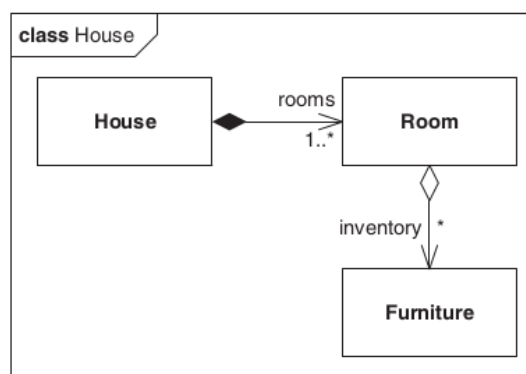 class House
House
rooms
1..*
Room
inventory
*
Furniture